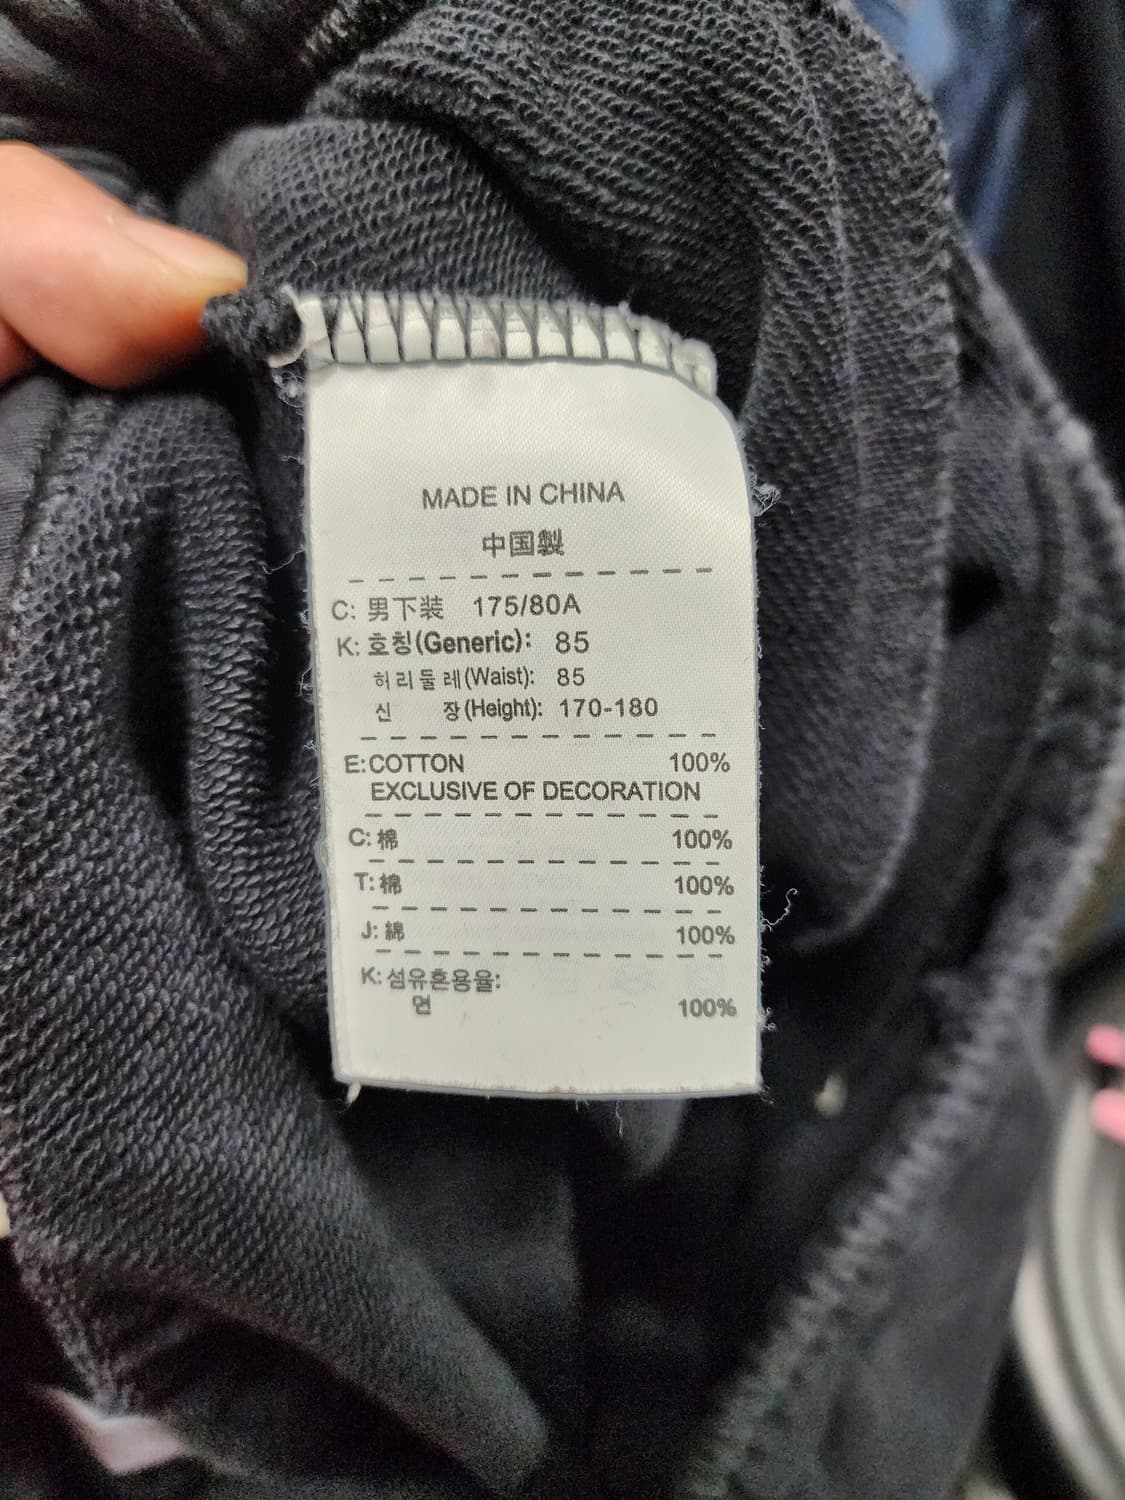 MADE IN CHINA
中国製
C: 男下装 175/80A
K: 호칭(Generic): 85
허리둘레(Waist): 85
신 장(Height): 170-180
E:COTTON 100%
EXCLUSIVE OF DECORATION
C: 棉 100%
T: 棉 100%
J: 綿 100%
K: 섬유혼용율:
면 100%